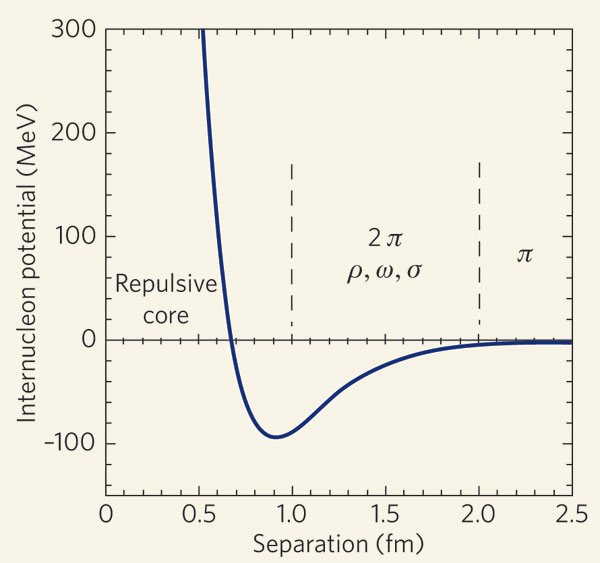 Internucleon potential (MeV)
300
200
100
0
–100
Repulsive
core
2 π
ρ, ω, σ
π
0
0.5
1.0
1.5
2.0
2.5
Separation (fm)